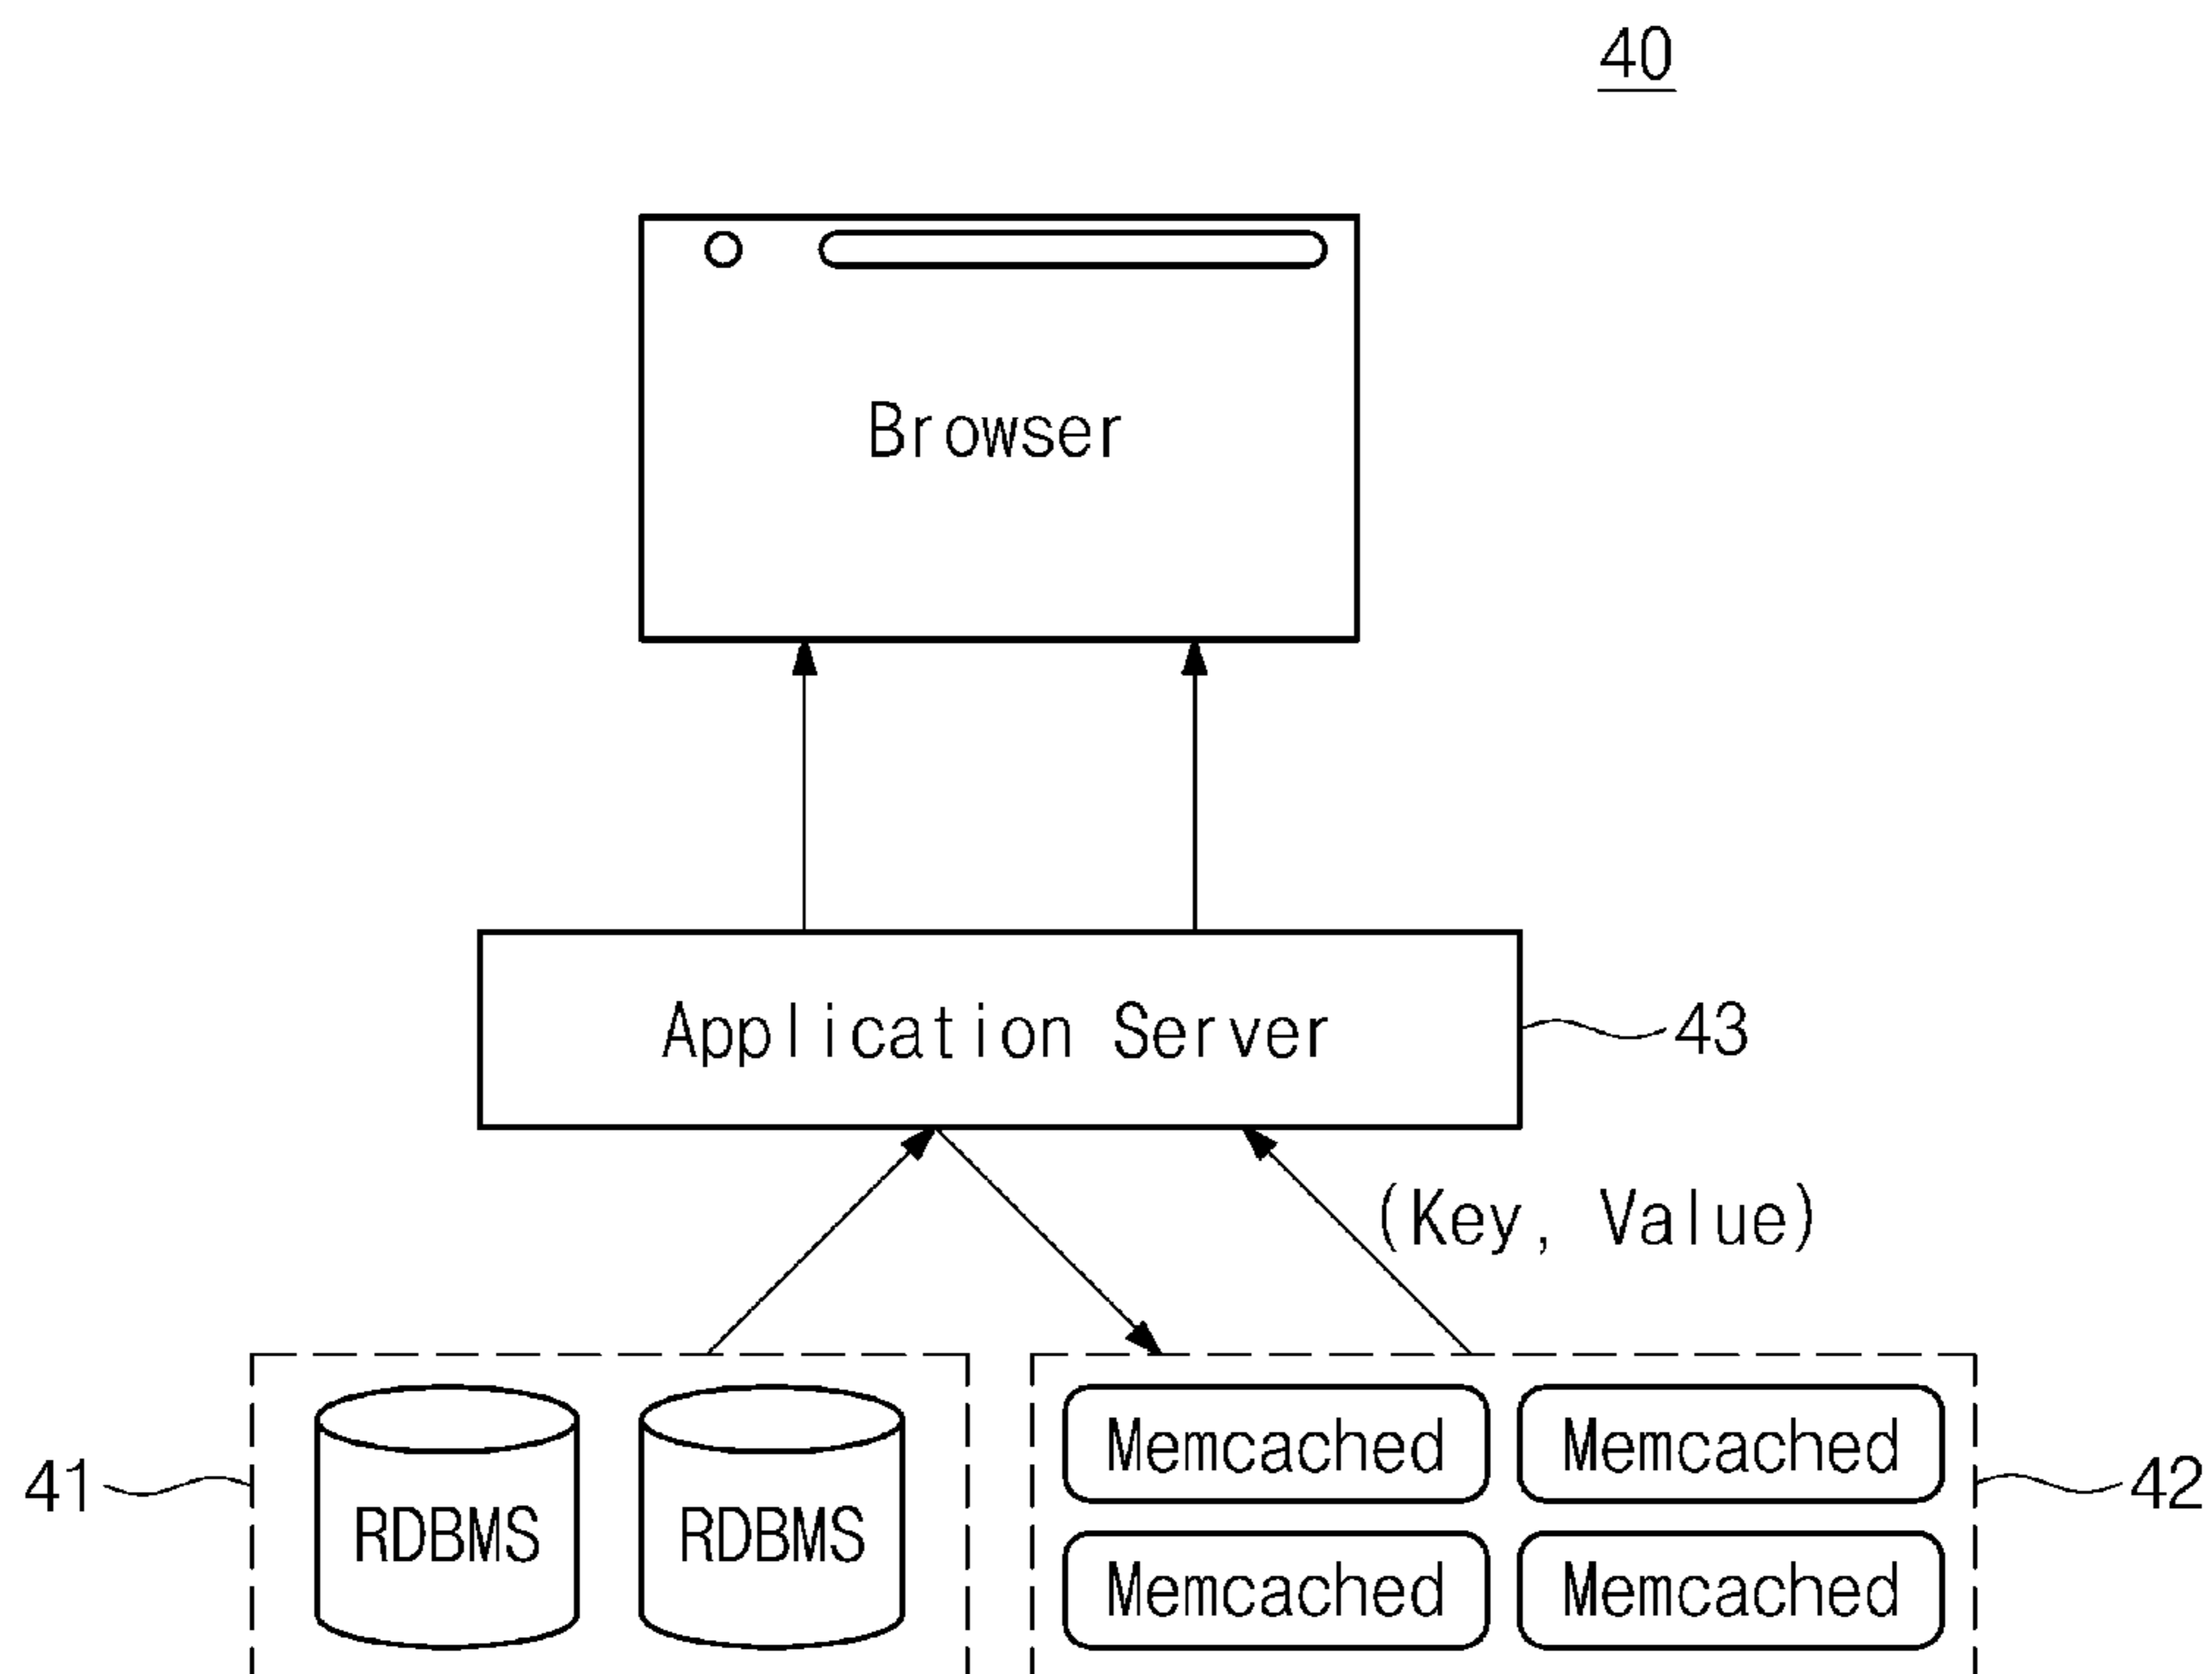 40
Browser
Application Server
43
(Key, Value)
41
RDBMS
RDBMS
Memcached
Memcached
Memcached
Memcached
42